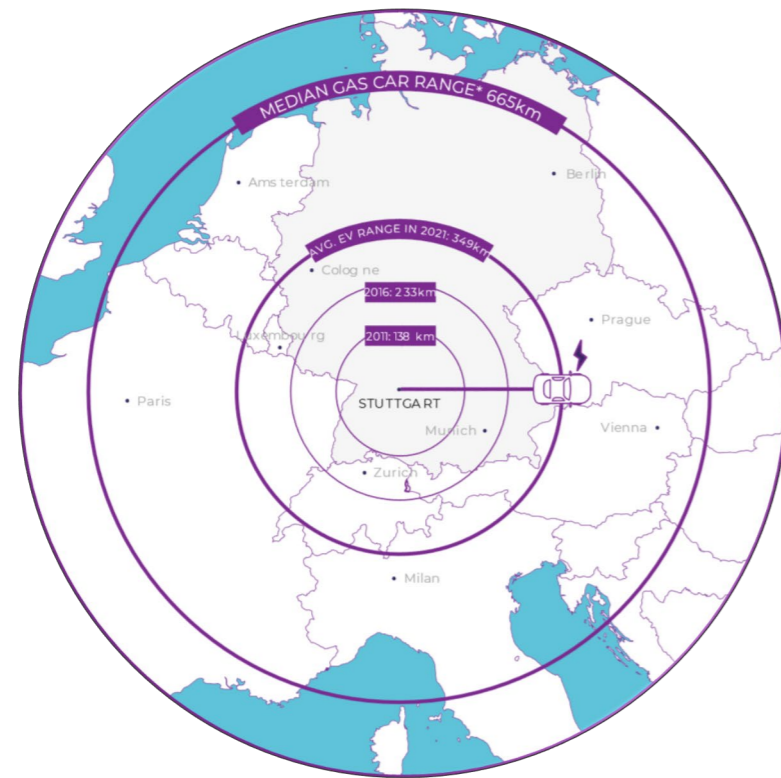 MEDIAN GAS CAR RANGE* 665km
Berlin
Amsterdam
AVG. EV RANGE IN 2021: 349km
Cologne
2016: 233km
Prague
Luxembourg
2011: 138 km
Paris
STUTTGART
Munich
Vienna
Zurich
Milan